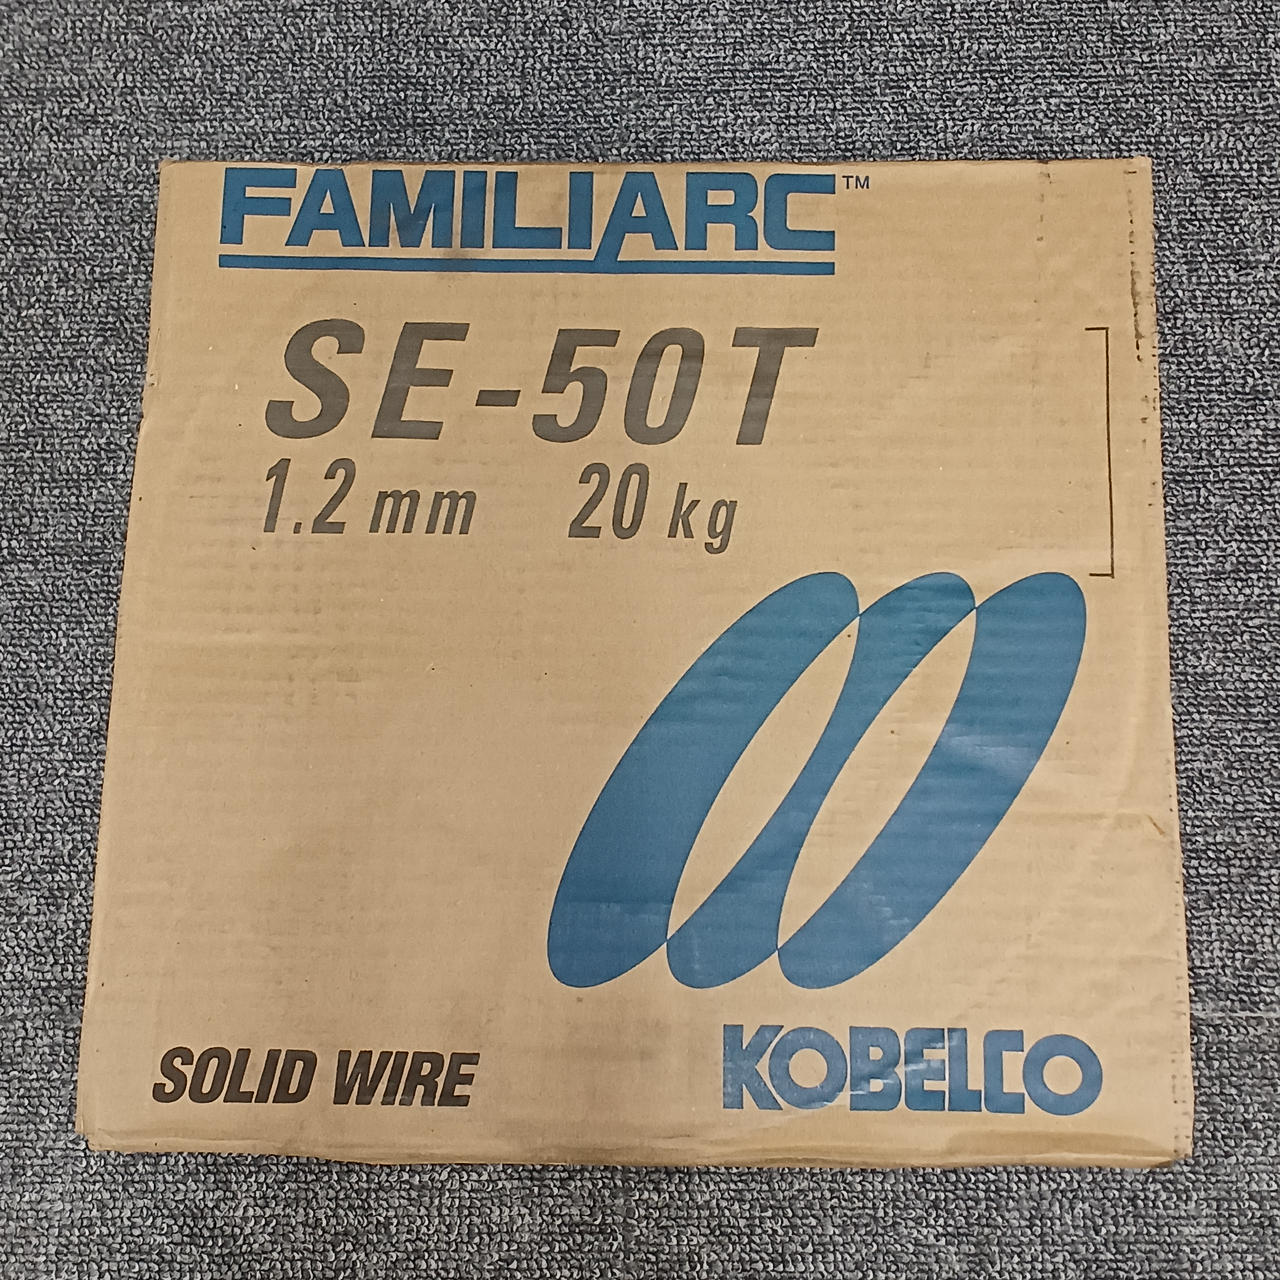 FAMILIARC™
SE-50T
1.2 mm 20 kg
SOLID WIRE
KOBELCO